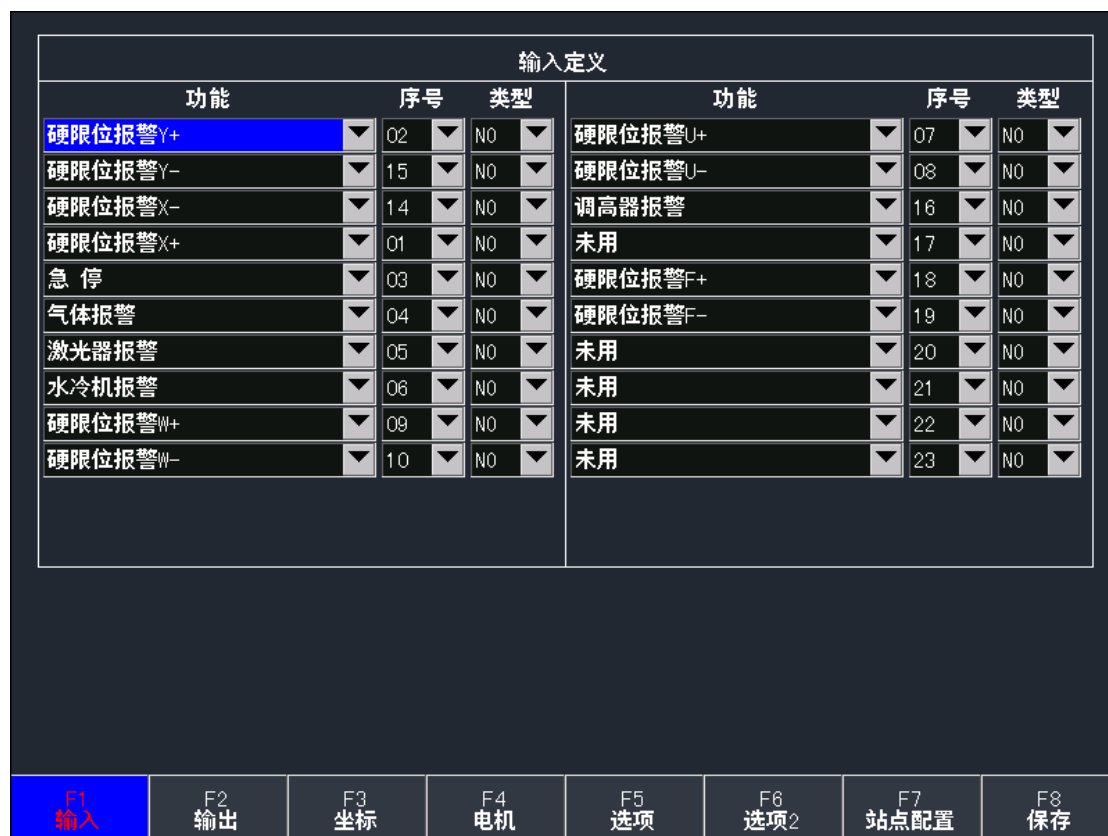 输入定义
功能 序号 类型 功能 序号 类型
硬限位报警Y+ 02 NO 硬限位报警U+ 07 NO
硬限位报警Y- 15 NO 硬限位报警U- 08 NO
硬限位报警X- 14 NO 调高器报警 16 NO
硬限位报警X+ 01 NO 未用 17 NO
急 停 03 NO 硬限位报警F+ 18 NO
气体报警 04 NO 硬限位报警F- 19 NO
激光器报警 05 NO 未用 20 NO
水冷机报警 06 NO 未用 21 NO
硬限位报警W+ 09 NO 未用 22 NO
硬限位报警W- 10 NO 未用 23 NO
F1 F2 F3 F4 F5 F6 F7 F8
输入 输出 坐标 电机 选项 选项2 站点配置 保存